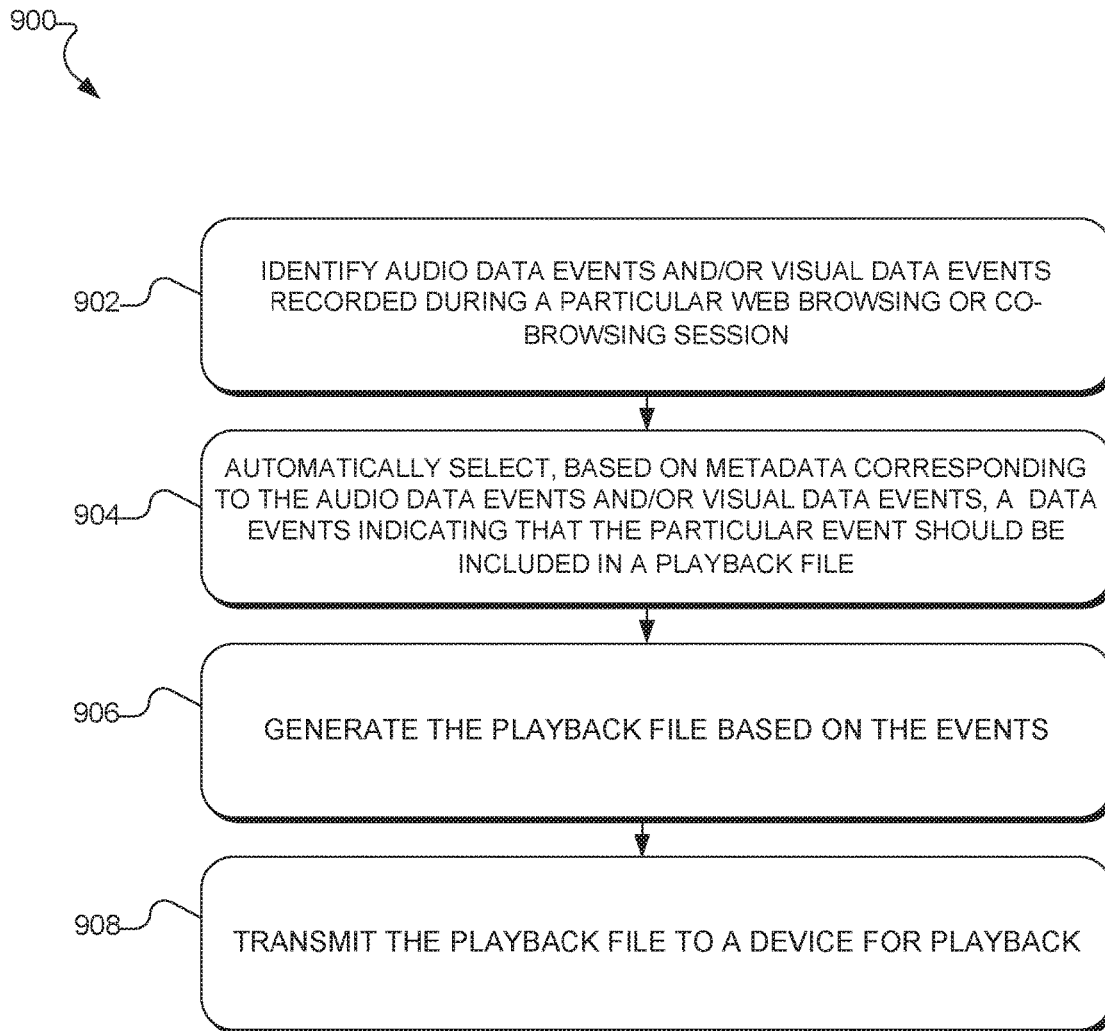 900
902
IDENTIFY AUDIO DATA EVENTS AND/OR VISUAL DATA EVENTS
RECORDED DURING A PARTICULAR WEB BROWSING OR CO-
BROWSING SESSION
904
AUTOMATICALLY SELECT, BASED ON METADATA CORRESPONDING
TO THE AUDIO DATA EVENTS AND/OR VISUAL DATA EVENTS, A DATA
EVENTS INDICATING THAT THE PARTICULAR EVENT SHOULD BE
INCLUDED IN A PLAYBACK FILE
906
GENERATE THE PLAYBACK FILE BASED ON THE EVENTS
908
TRANSMIT THE PLAYBACK FILE TO A DEVICE FOR PLAYBACK